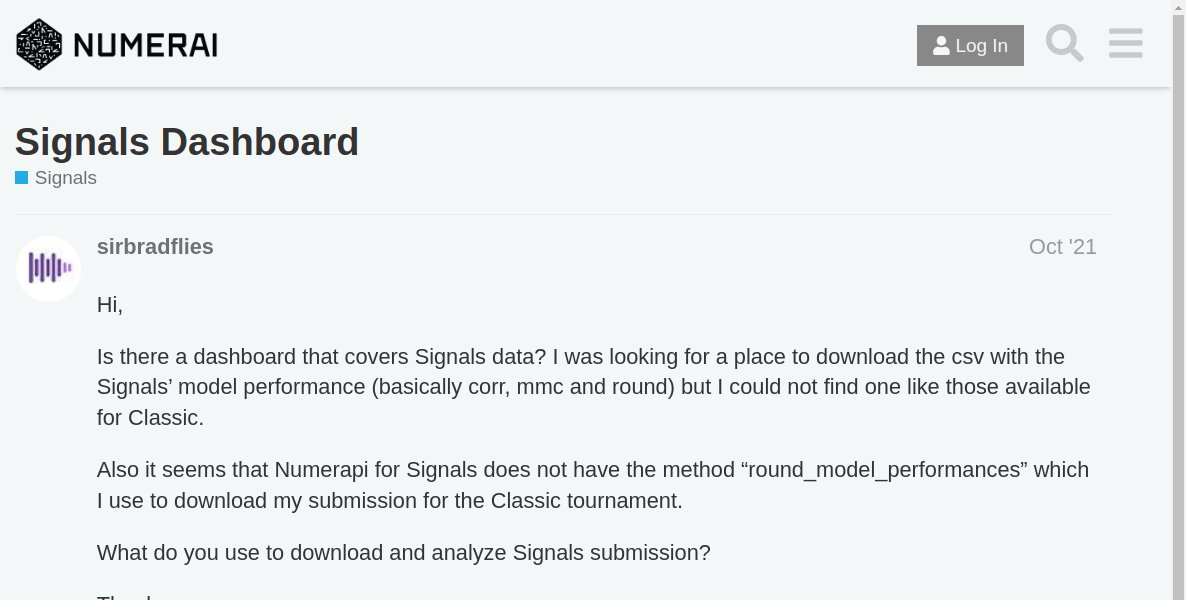 NUMERAI
Log In
Signals Dashboard
Signals
sirbradflies
Oct '21
Hi,
Is there a dashboard that covers Signals data? I was looking for a place to download the csv with the
Signals’ model performance (basically corr, mmc and round) but I could not find one like those available
for Classic.
Also it seems that Numerapi for Signals does not have the method “round_model_performances” which
I use to download my submission for the Classic tournament.
What do you use to download and analyze Signals submission?